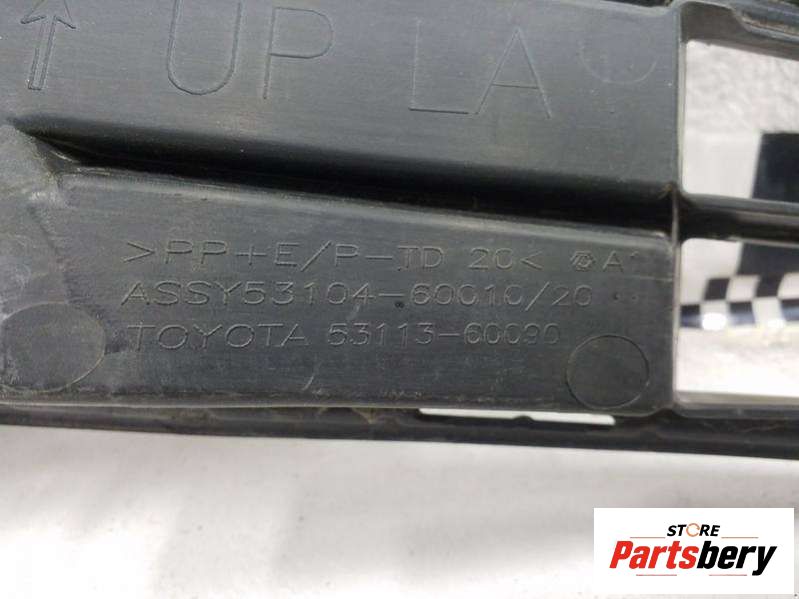 ↑ UP LA
>PP+E/P-TD 20< A
ASSY53104-60010/20
TOYOTA 53113-60090
STORE
Partsbery